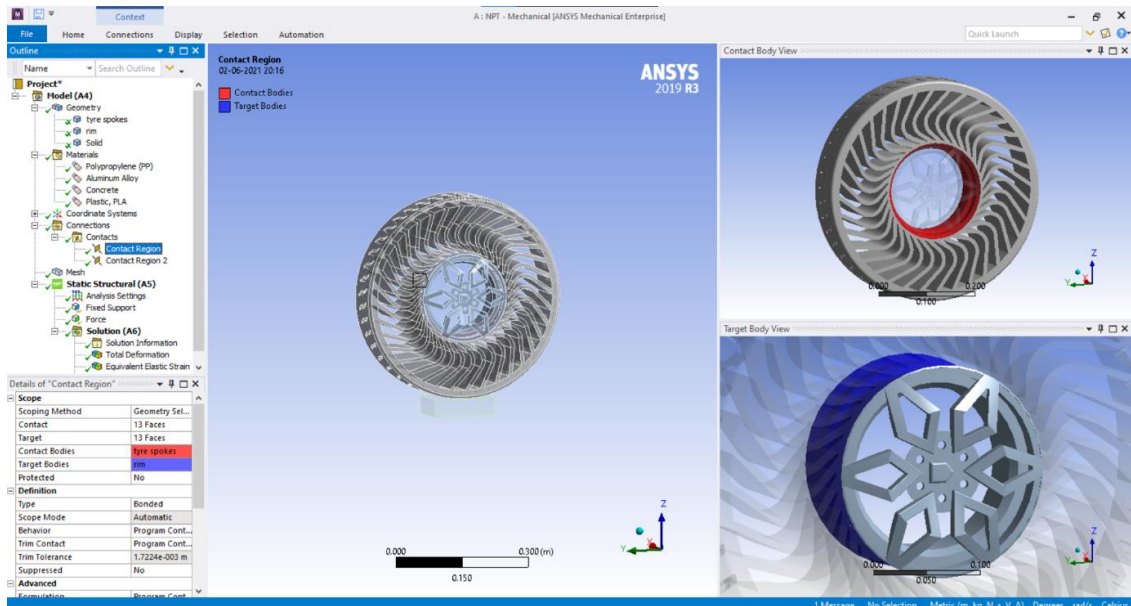 Context
A : NPT - Mechanical [ANSYS Mechanical Enterprise]
File Home Connections Display Selection Automation
Quick Launch
Outline
Name Search Outline
Project*
Model (A4)
Geometry
tyre spokes
rim
Solid
Materials
Polypropylene (PP)
Aluminum Alloy
Concrete
Plastic, PLA
Coordinate Systems
Connections
Contacts
Contact Region
Contact Region 2
Mesh
Static Structural (A5)
Analysis Settings
Fixed Support
Force
Solution (A6)
Solution Information
Total Deformation
Equivalent Elastic Strain
Details of "Contact Region"
Scope
Scoping Method Geometry Sel...
Contact 13 Faces
Target 13 Faces
Contact Bodies tyre spokes
Target Bodies rim
Protected No
Definition
Type Bonded
Scope Mode Automatic
Behavior Program Cont...
Trim Contact Program Cont...
Trim Tolerance 1.7224e-003 m
Suppressed No
Advanced
Formulation Program Cont...
Contact Region
02-06-2021 20:16
Contact Bodies
Target Bodies
ANSYS
2019 R3
Z
Y
X
0.000 0.300 (m)
0.150
Contact Body View
Z
Y
X
0.000 0.200
0.100
Target Body View
Z
Y
X
0.000 0.100
0.050
1 Message No Selection Metric (m, kg, N, s, V, A) Degrees rad/s Celsius